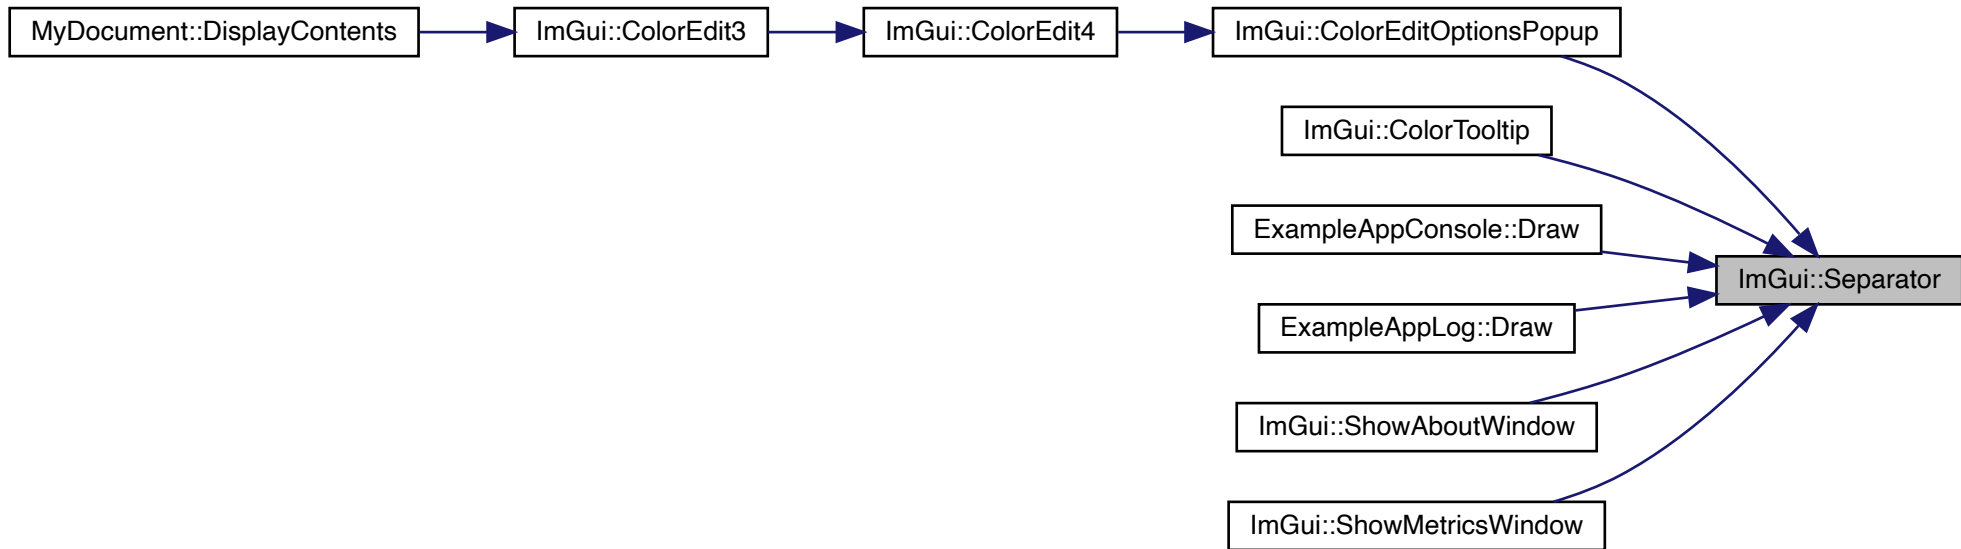 MyDocument::DisplayContents
ImGui::ColorEdit3
ImGui::ColorEdit4
ImGui::ColorEditOptionsPopup
ImGui::ColorTooltip
ExampleAppConsole::Draw
ImGui::Separator
ExampleAppLog::Draw
ImGui::ShowAboutWindow
ImGui::ShowMetricsWindow